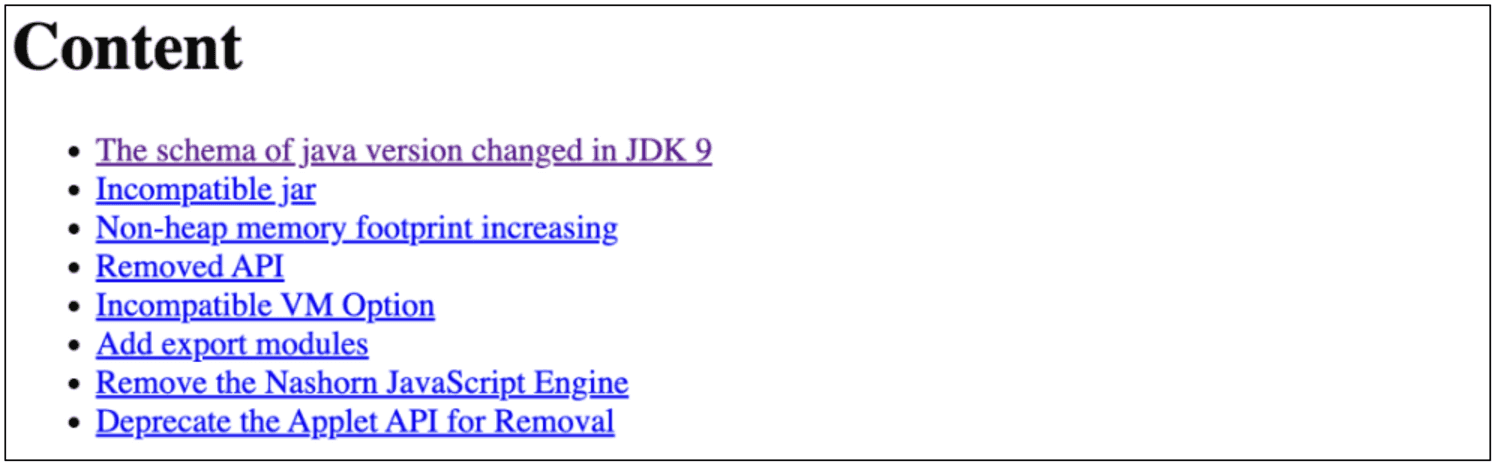 Content
The schema of java version changed in JDK 9
Incompatible jar
Non-heap memory footprint increasing
Removed API
Incompatible VM Option
Add export modules
Remove the Nashorn JavaScript Engine
Deprecate the Applet API for Removal